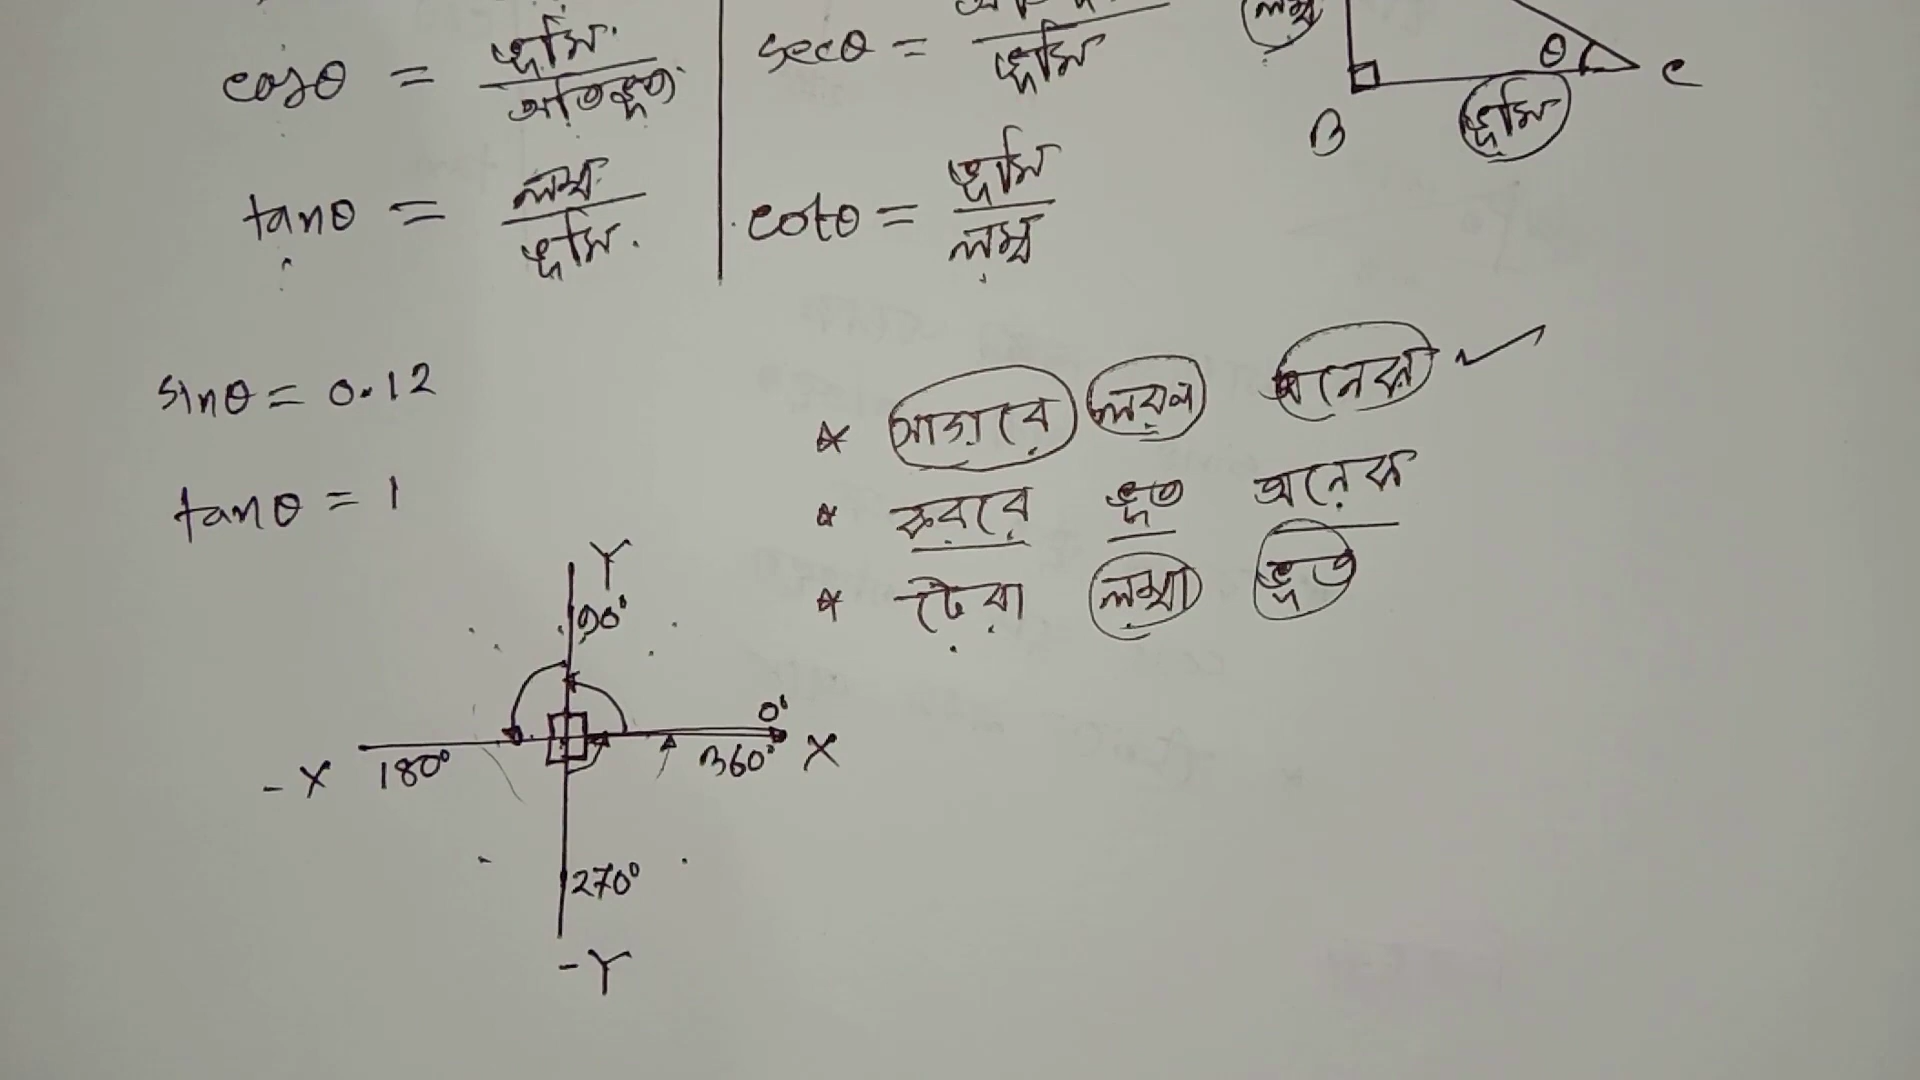 cosθ = ভূমি / অতিভুজ
secθ = / ভূমি
লম্ব
θ
C
B
ভূমি
tanθ = লম্ব / ভূমি
cotθ = ভূমি / লম্ব
sinθ = 0.12
tanθ = 1
* সাগরে লবন অনেক
* কবরে ভূত অনেক
* টেরা লম্বা ভূত
Y
90°
0°
- X 180°
360° X
270°
- Y